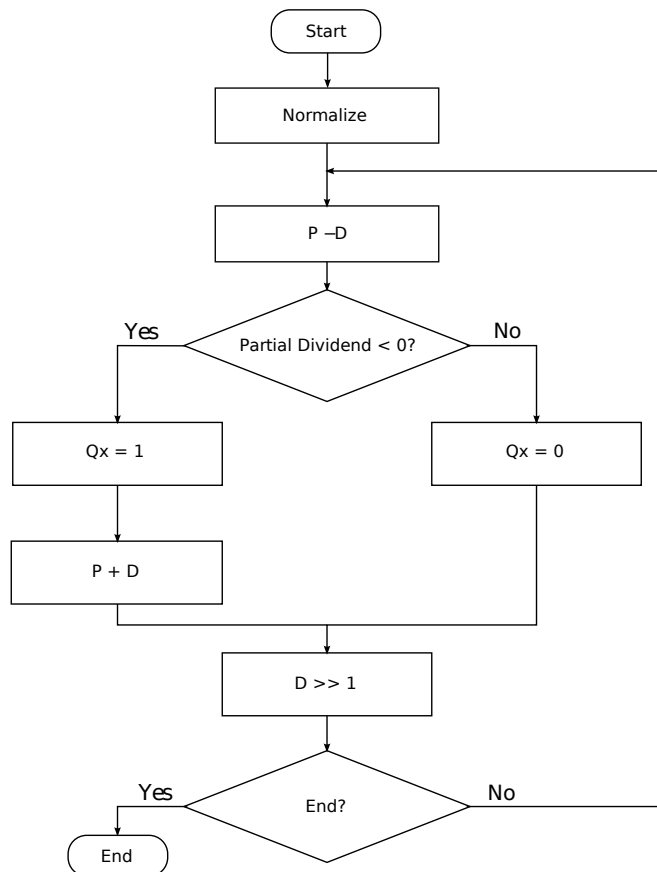 Start
Normalize
P −D
Partial Dividend < 0?
Yes
No
Qx = 1
Qx = 0
P + D
D >> 1
End?
Yes
No
End